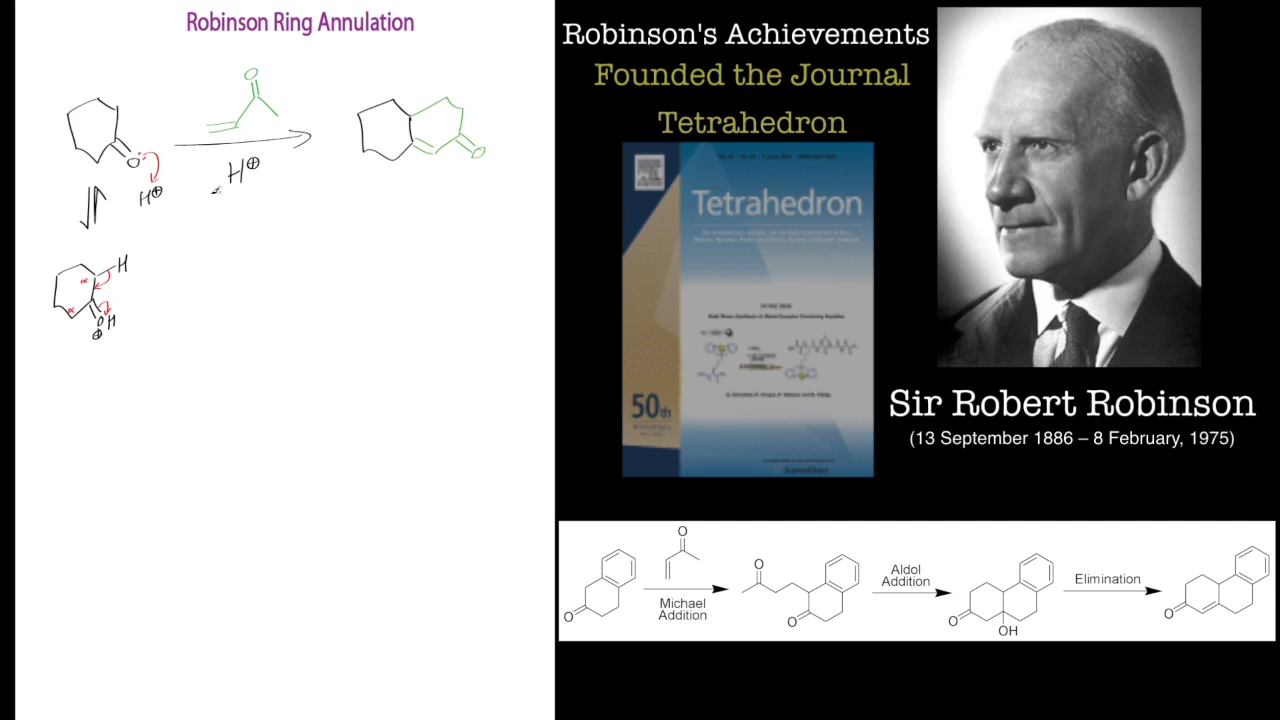 Robinson Ring Annulation
O
O
H⊕
H⊕
O
H
α
α
O H
⊕
Robinson's Achievements
Founded the Journal
Tetrahedron
Tetrahedron
50th
ScienceDirect
Sir Robert Robinson
(13 September 1886 – 8 February, 1975)
O
O
Michael
Addition
O
O
Aldol
Addition
O
OH
Elimination
O